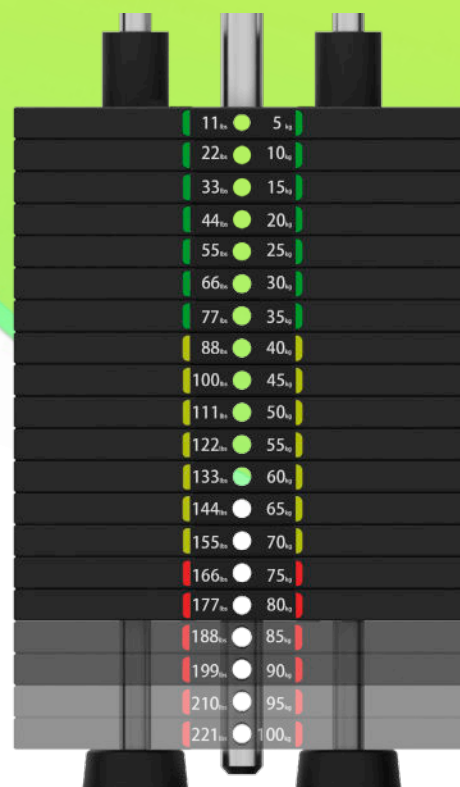 11lbs 5 kg
22lbs 10kg
33lbs 15kg
44lbs 20kg
55lbs 25kg
66lbs 30kg
77lbs 35kg
88lbs 40kg
100lbs 45kg
111lbs 50kg
122lbs 55kg
133lbs 60kg
144lbs 65kg
155lbs 70kg
166lbs 75kg
177lbs 80kg
188lbs 85kg
199lbs 90kg
210lbs 95kg
221lbs 100kg